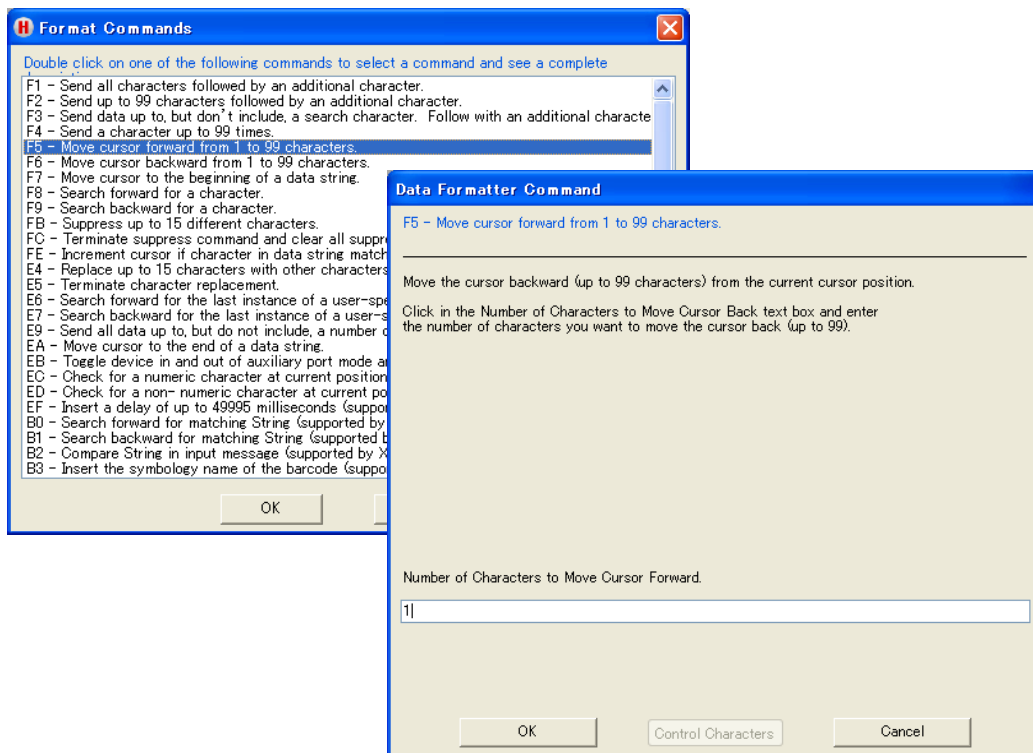 Format Commands
Double click on one of the following commands to select a command and see a complete
F1 - Send all characters followed by an additional character.
F2 - Send up to 99 characters followed by an additional character.
F3 - Send data up to, but don't include, a search character.  Follow with an additional characte
F4 - Send a character up to 99 times.
F5 - Move cursor forward from 1 to 99 characters.
F6 - Move cursor backward from 1 to 99 characters.
F7 - Move cursor to the beginning of a data string.
F8 - Search forward for a character.
F9 - Search backward for a character.
FB - Suppress up to 15 different characters.
FC - Terminate suppress command and clear all suppr
FE - Increment cursor if character in data string match
E4 - Replace up to 15 characters with other characters
E5 - Terminate character replacement.
E6 - Search forward for the last instance of a user-spe
E7 - Search backward for the last instance of a user-s
E9 - Send all data up to, but do not include, a number o
EA - Move cursor to the end of a data string.
EB - Toggle device in and out of auxiliary port mode a
EC - Check for a numeric character at current position
ED - Check for a non- numeric character at current po
EF - Insert a delay of up to 49995 milliseconds (suppor
B0 - Search forward for matching String (supported by
B1 - Search backward for matching String (supported b
B2 - Compare String in input message (supported by X
B3 - Insert the symbology name of the barcode (suppo
OK
Data Formatter Command
F5 - Move cursor forward from 1 to 99 characters.
Move the cursor backward (up to 99 characters) from the current cursor position.
Click in the Number of Characters to Move Cursor Back text box and enter
the number of characters you want to move the cursor back (up to 99).
Number of Characters to Move Cursor Forward.
1
OK
Control Characters
Cancel